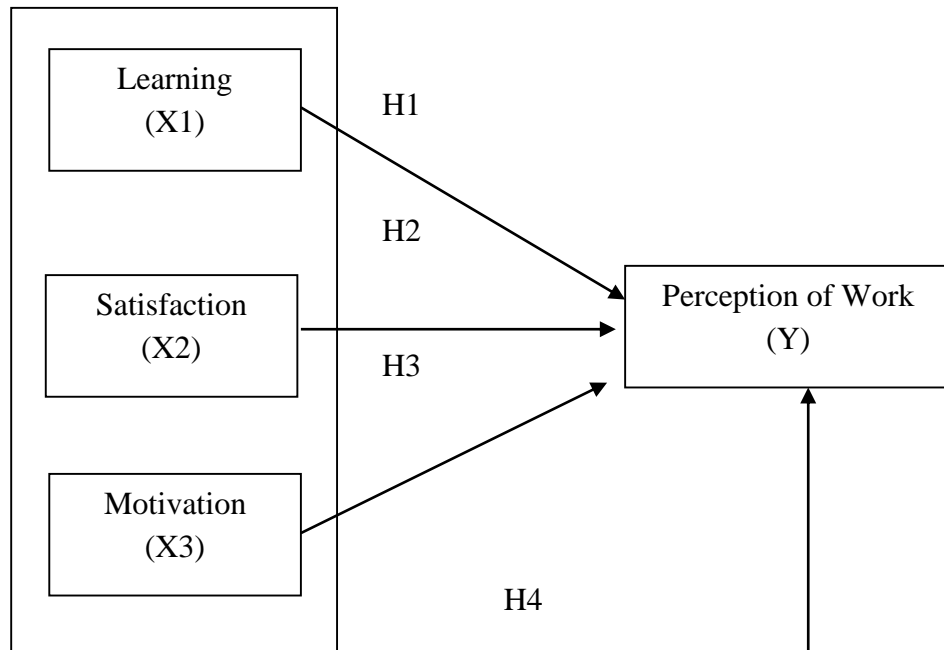 Learning
(X1)
H1
H2
Satisfaction
(X2)
Perception of Work
(Y)
H3
Motivation
(X3)
H4